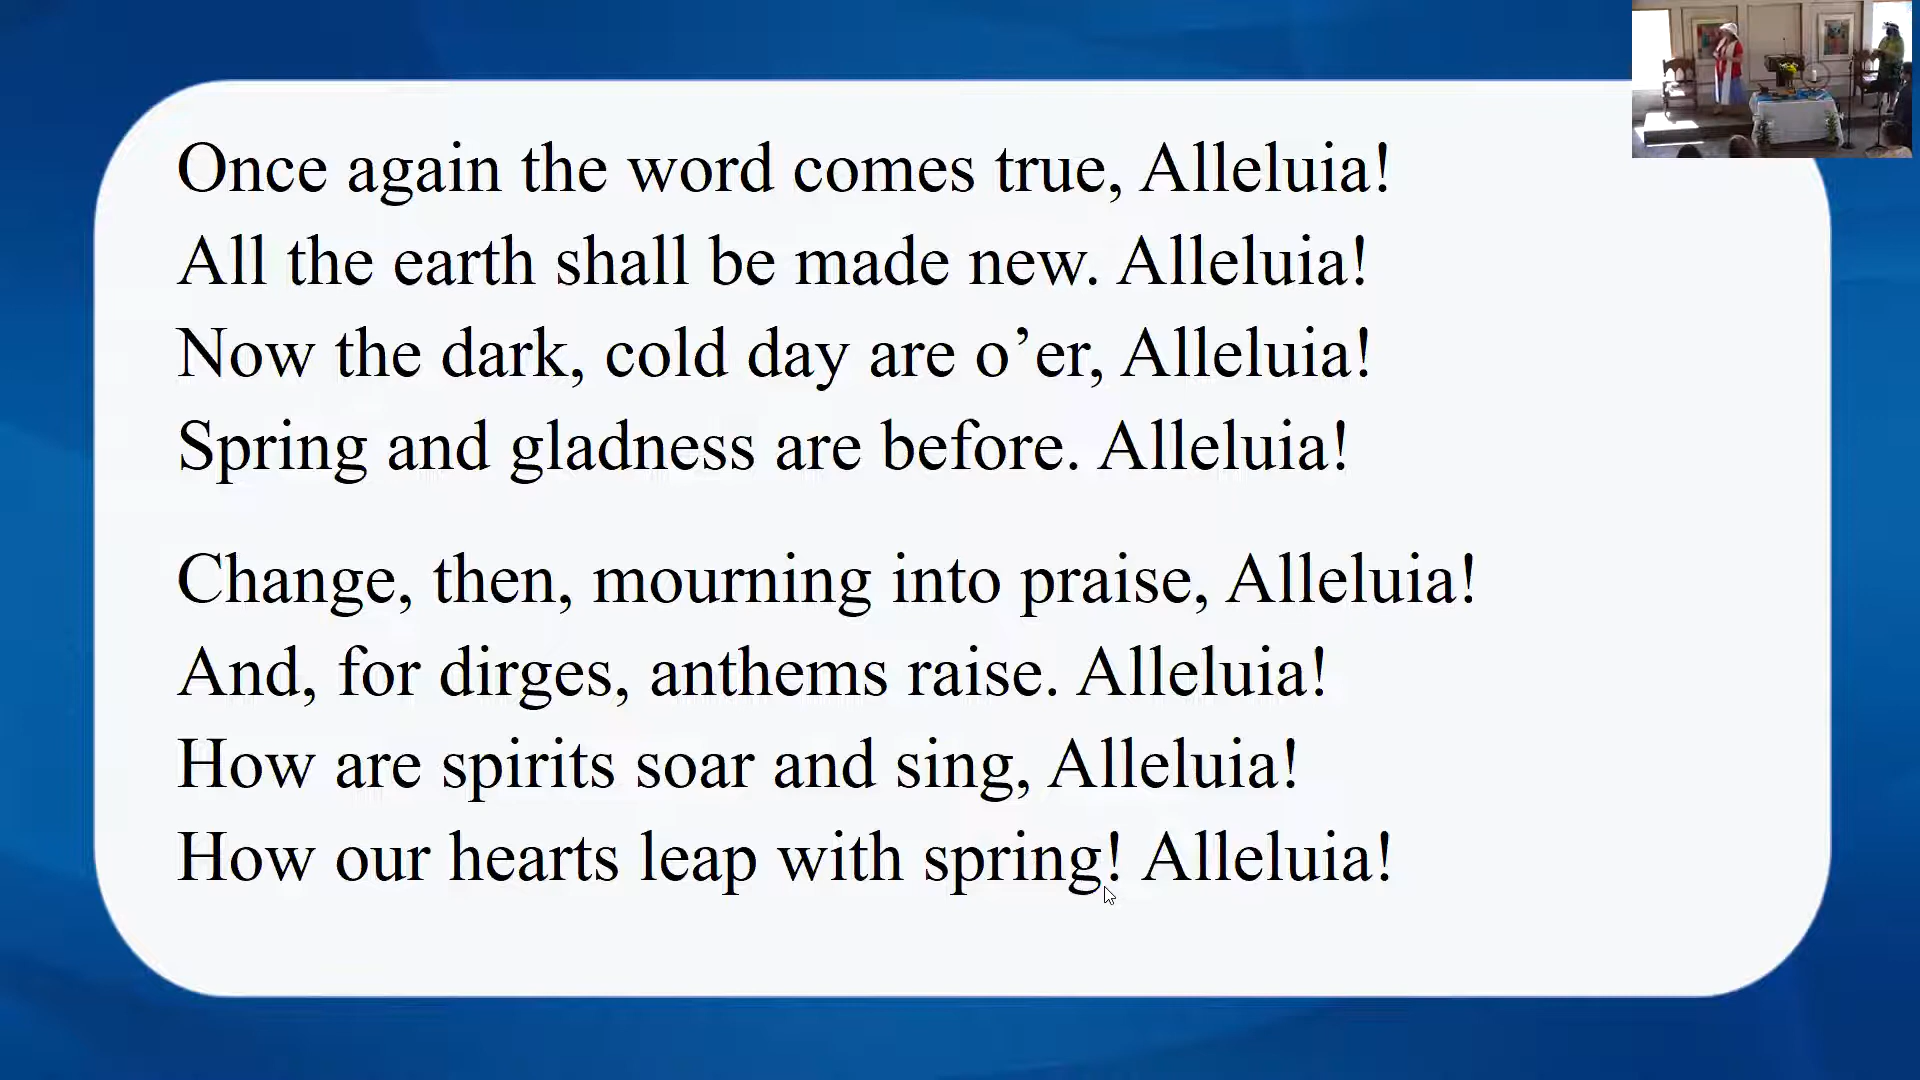 Once again the word comes true, Alleluia!
All the earth shall be made new. Alleluia!
Now the dark, cold day are o’er, Alleluia!
Spring and gladness are before. Alleluia!
Change, then, mourning into praise, Alleluia!
And, for dirges, anthems raise. Alleluia!
How are spirits soar and sing, Alleluia!
How our hearts leap with spring! Alleluia!